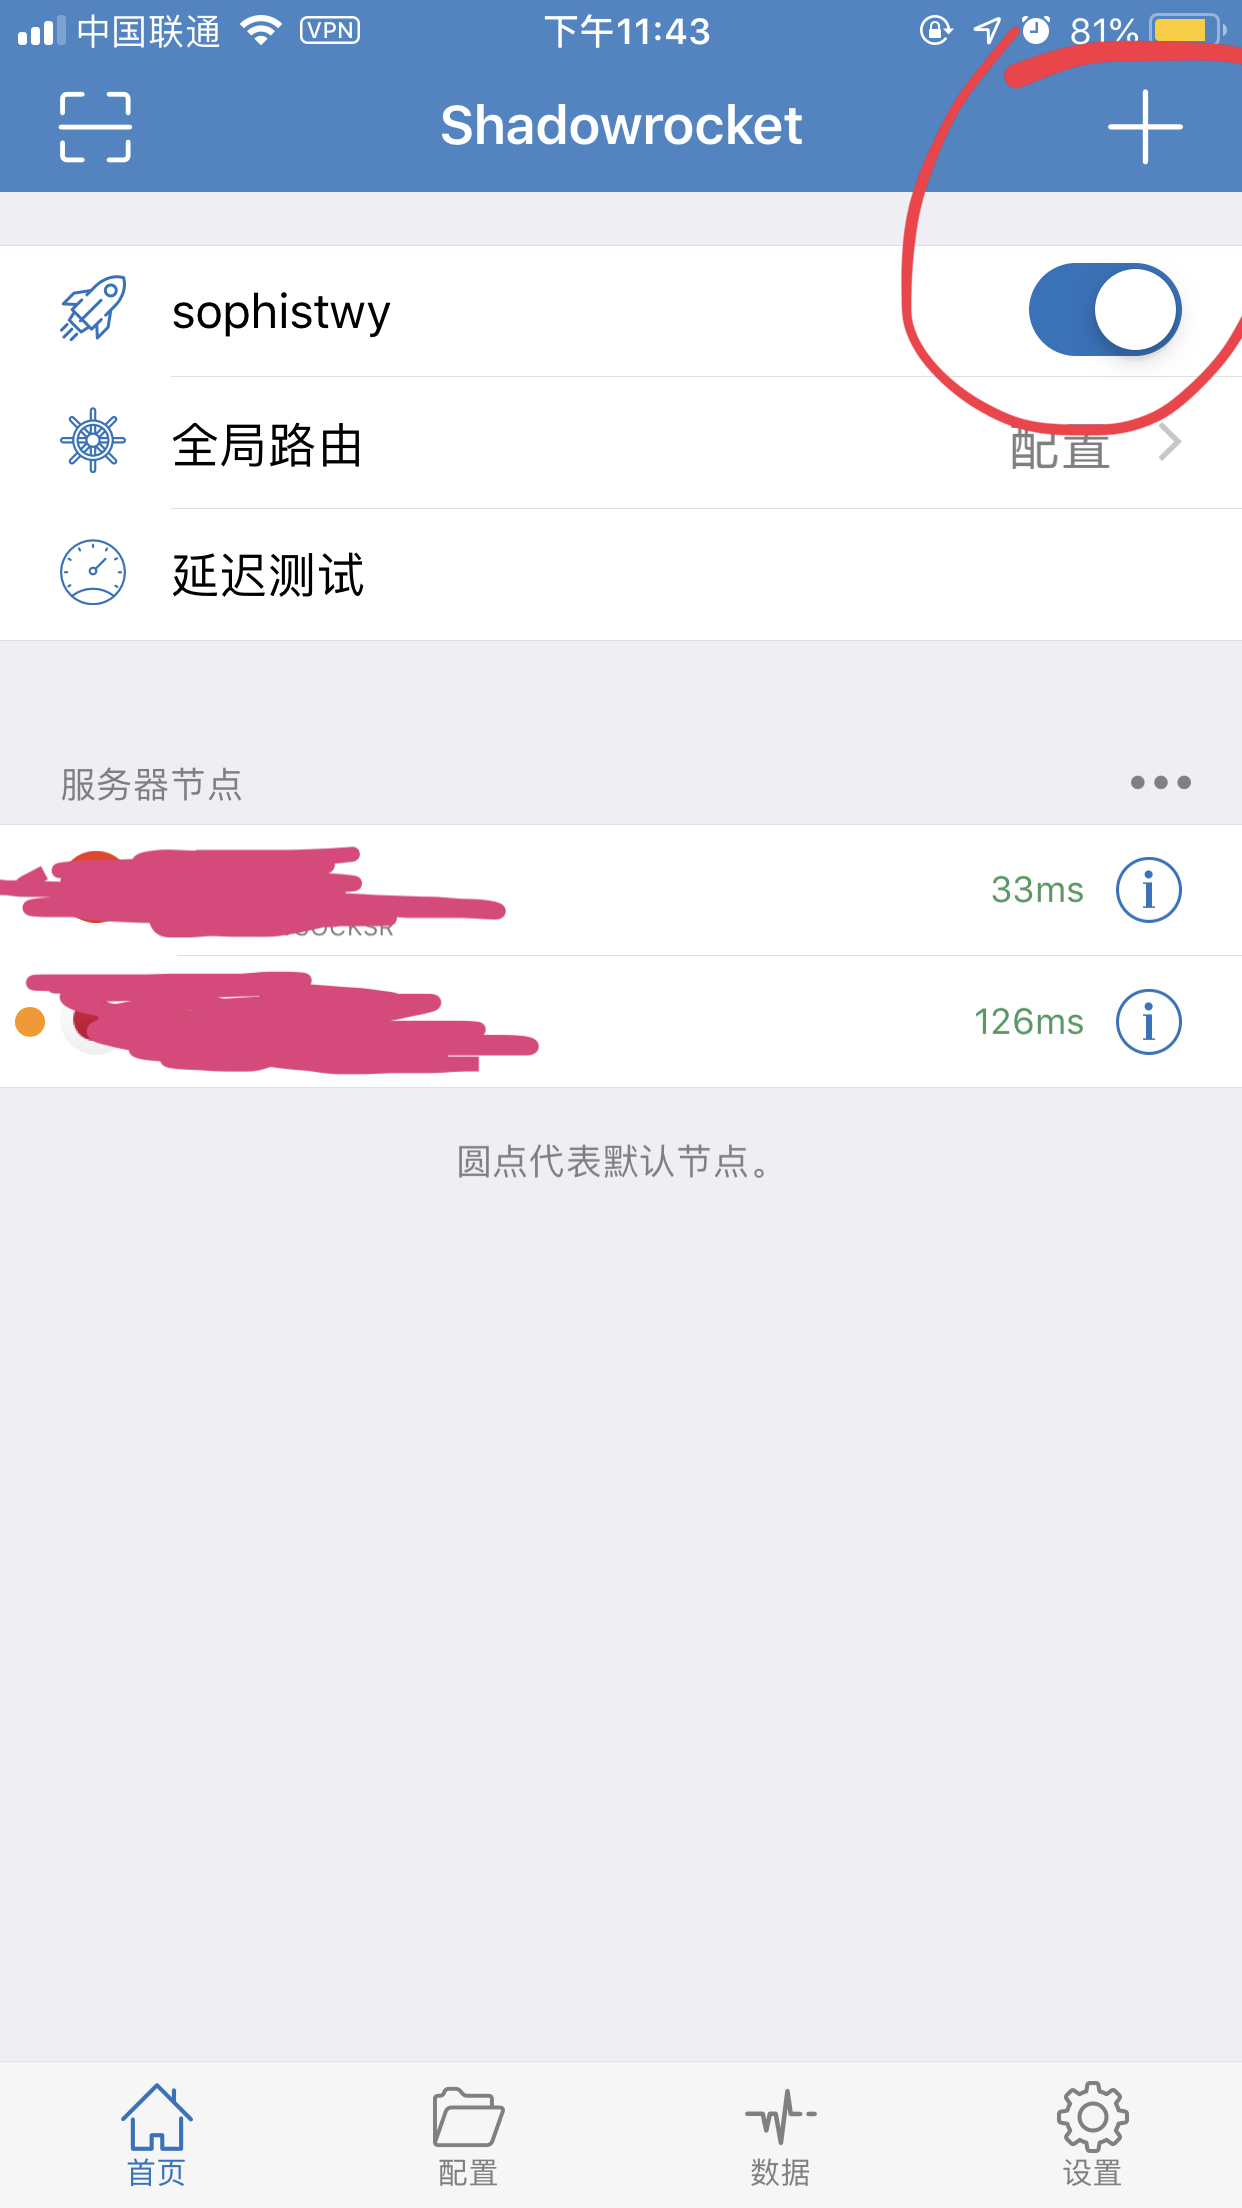 中国联通 VPN 下午11:43 81%
Shadowrocket
sophistwy
全局路由 配置
延迟测试
服务器节点
33ms
126ms
圆点代表默认节点。
首页 配置 数据 设置